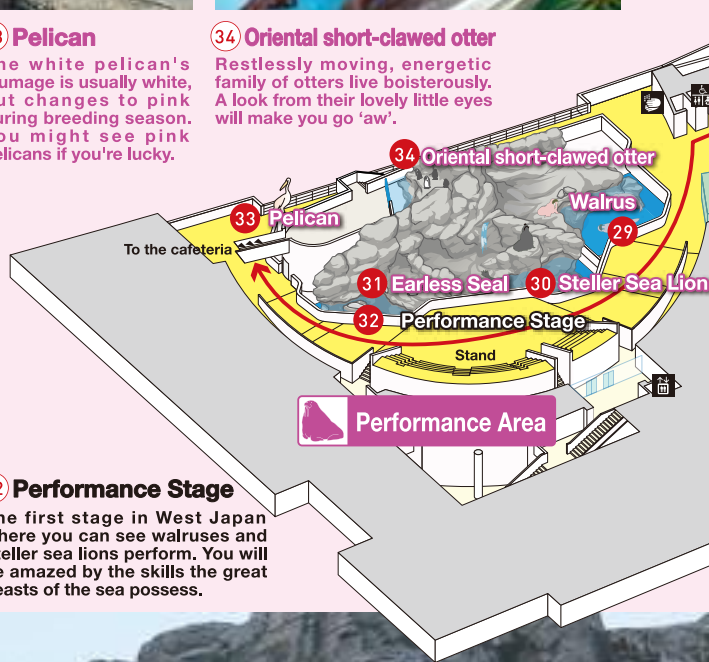 Pelican
he white pelican's
umage is usually white,
ut changes to pink
uring breeding season.
ou might see pink
elicans if you're lucky.
34 Oriental short-clawed otter
Restlessly moving, energetic
family of otters live boisterously.
A look from their lovely little eyes
will make you go ‘aw’.
34 Oriental short-clawed otter
Walrus
29
33 Pelican
To the cafeteria
31 Earless Seal
30 Steller Sea Lion
32 Performance Stage
Stand
Performance Area
2 Performance Stage
he first stage in West Japan
here you can see walruses and
teller sea lions perform. You will
e amazed by the skills the great
easts of the sea possess.